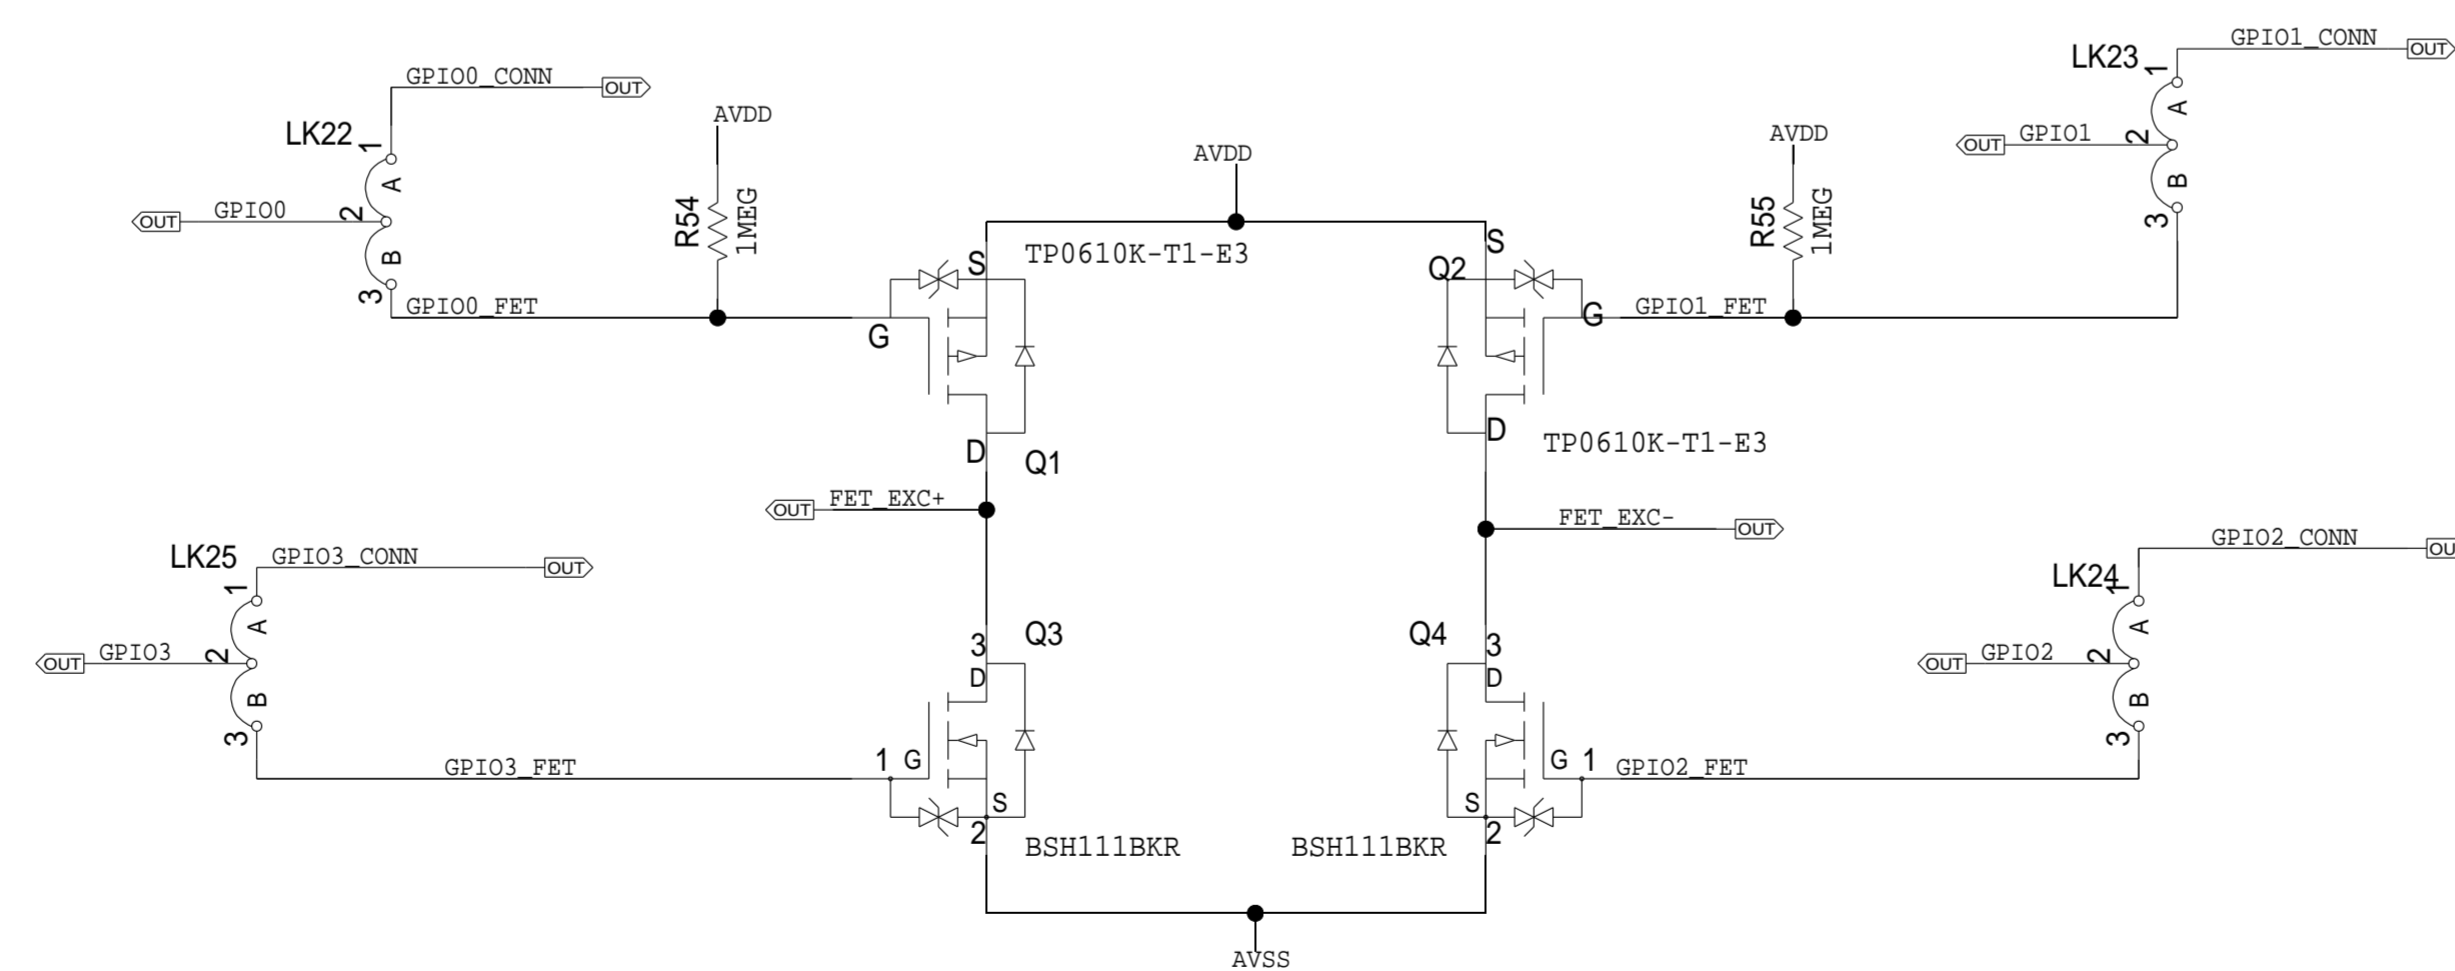 GPIO0_CONN
OUT
LK22
1
A
OUT
GPIO0
2
B
3
GPIO0_FET
AVDD
R54
1MEG
AVDD
S
TP0610K-T1-E3
G
D
Q1
S
Q2
G
D
TP0610K-T1-E3
GPIO1_FET
AVDD
R55
1MEG
LK23
GPIO1_CONN
OUT
1
A
OUT
GPIO1
2
B
3
OUT
FET_EXC+
FET_EXC-
OUT
LK25
GPIO3_CONN
OUT
1
A
OUT
GPIO3
2
B
3
GPIO3_FET
3
Q3
D
1
G
S
2
BSH111BKR
Q4
3
D
G
1
S
2
BSH111BKR
GPIO2_FET
LK24
GPIO2_CONN
OU
1
A
OUT
GPIO2
2
B
3
AVSS